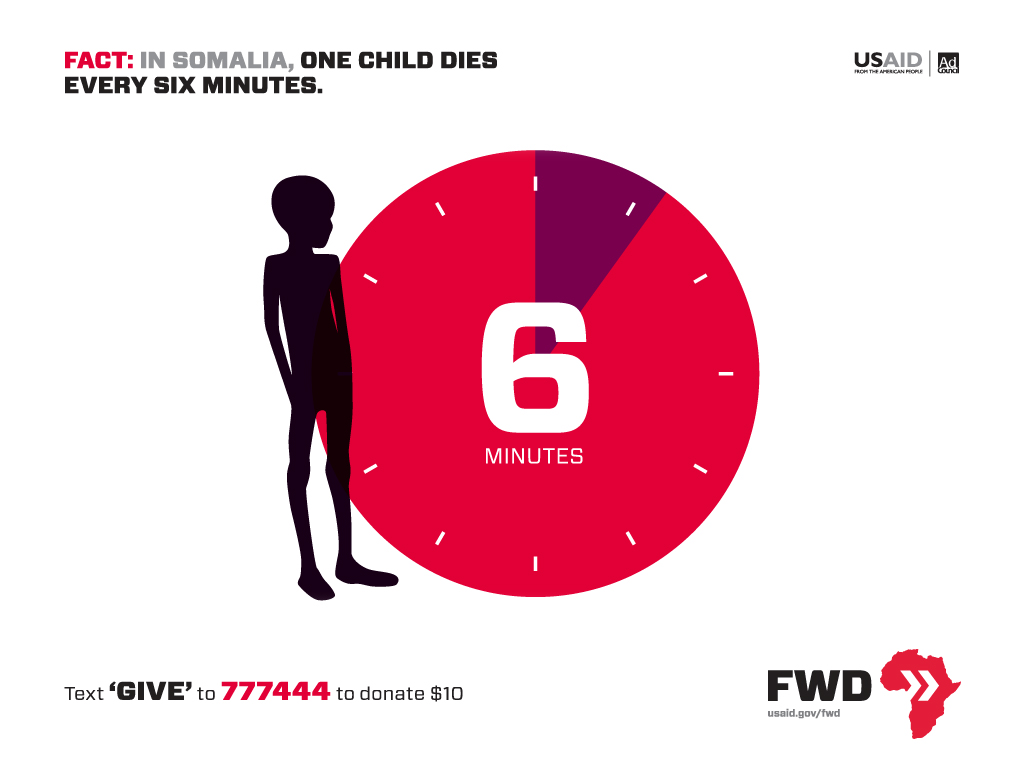 FACT: IN SOMALIA, ONE CHILD DIES
EVERY SIX MINUTES.
USAID
FROM THE AMERICAN PEOPLE
Ad
Council
6
MINUTES
Text ‘GIVE’ to 777444 to donate $10
FWD
usaid.gov/fwd